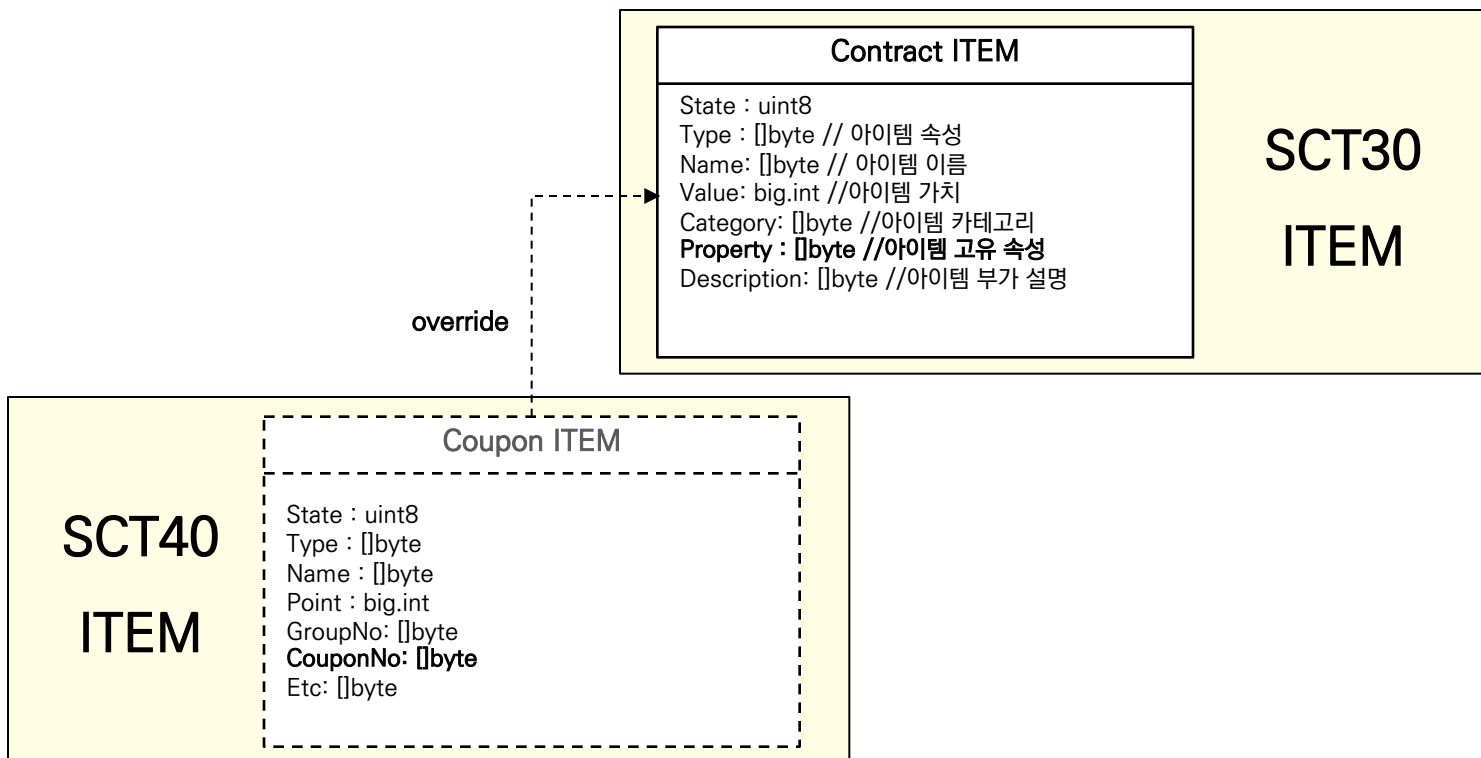 Contract ITEM
State : uint8
Type : []byte // 아이템 속성
Name: []byte // 아이템 이름
Value: big.int //아이템 가치
Category: []byte //아이템 카테고리
Property : []byte //아이템 고유 속성
Description: []byte //아이템 부가 설명
SCT30
ITEM
override
SCT40
ITEM
Coupon ITEM
State : uint8
Type : []byte
Name : []byte
Point : big.int
GroupNo: []byte
CouponNo: []byte
Etc: []byte